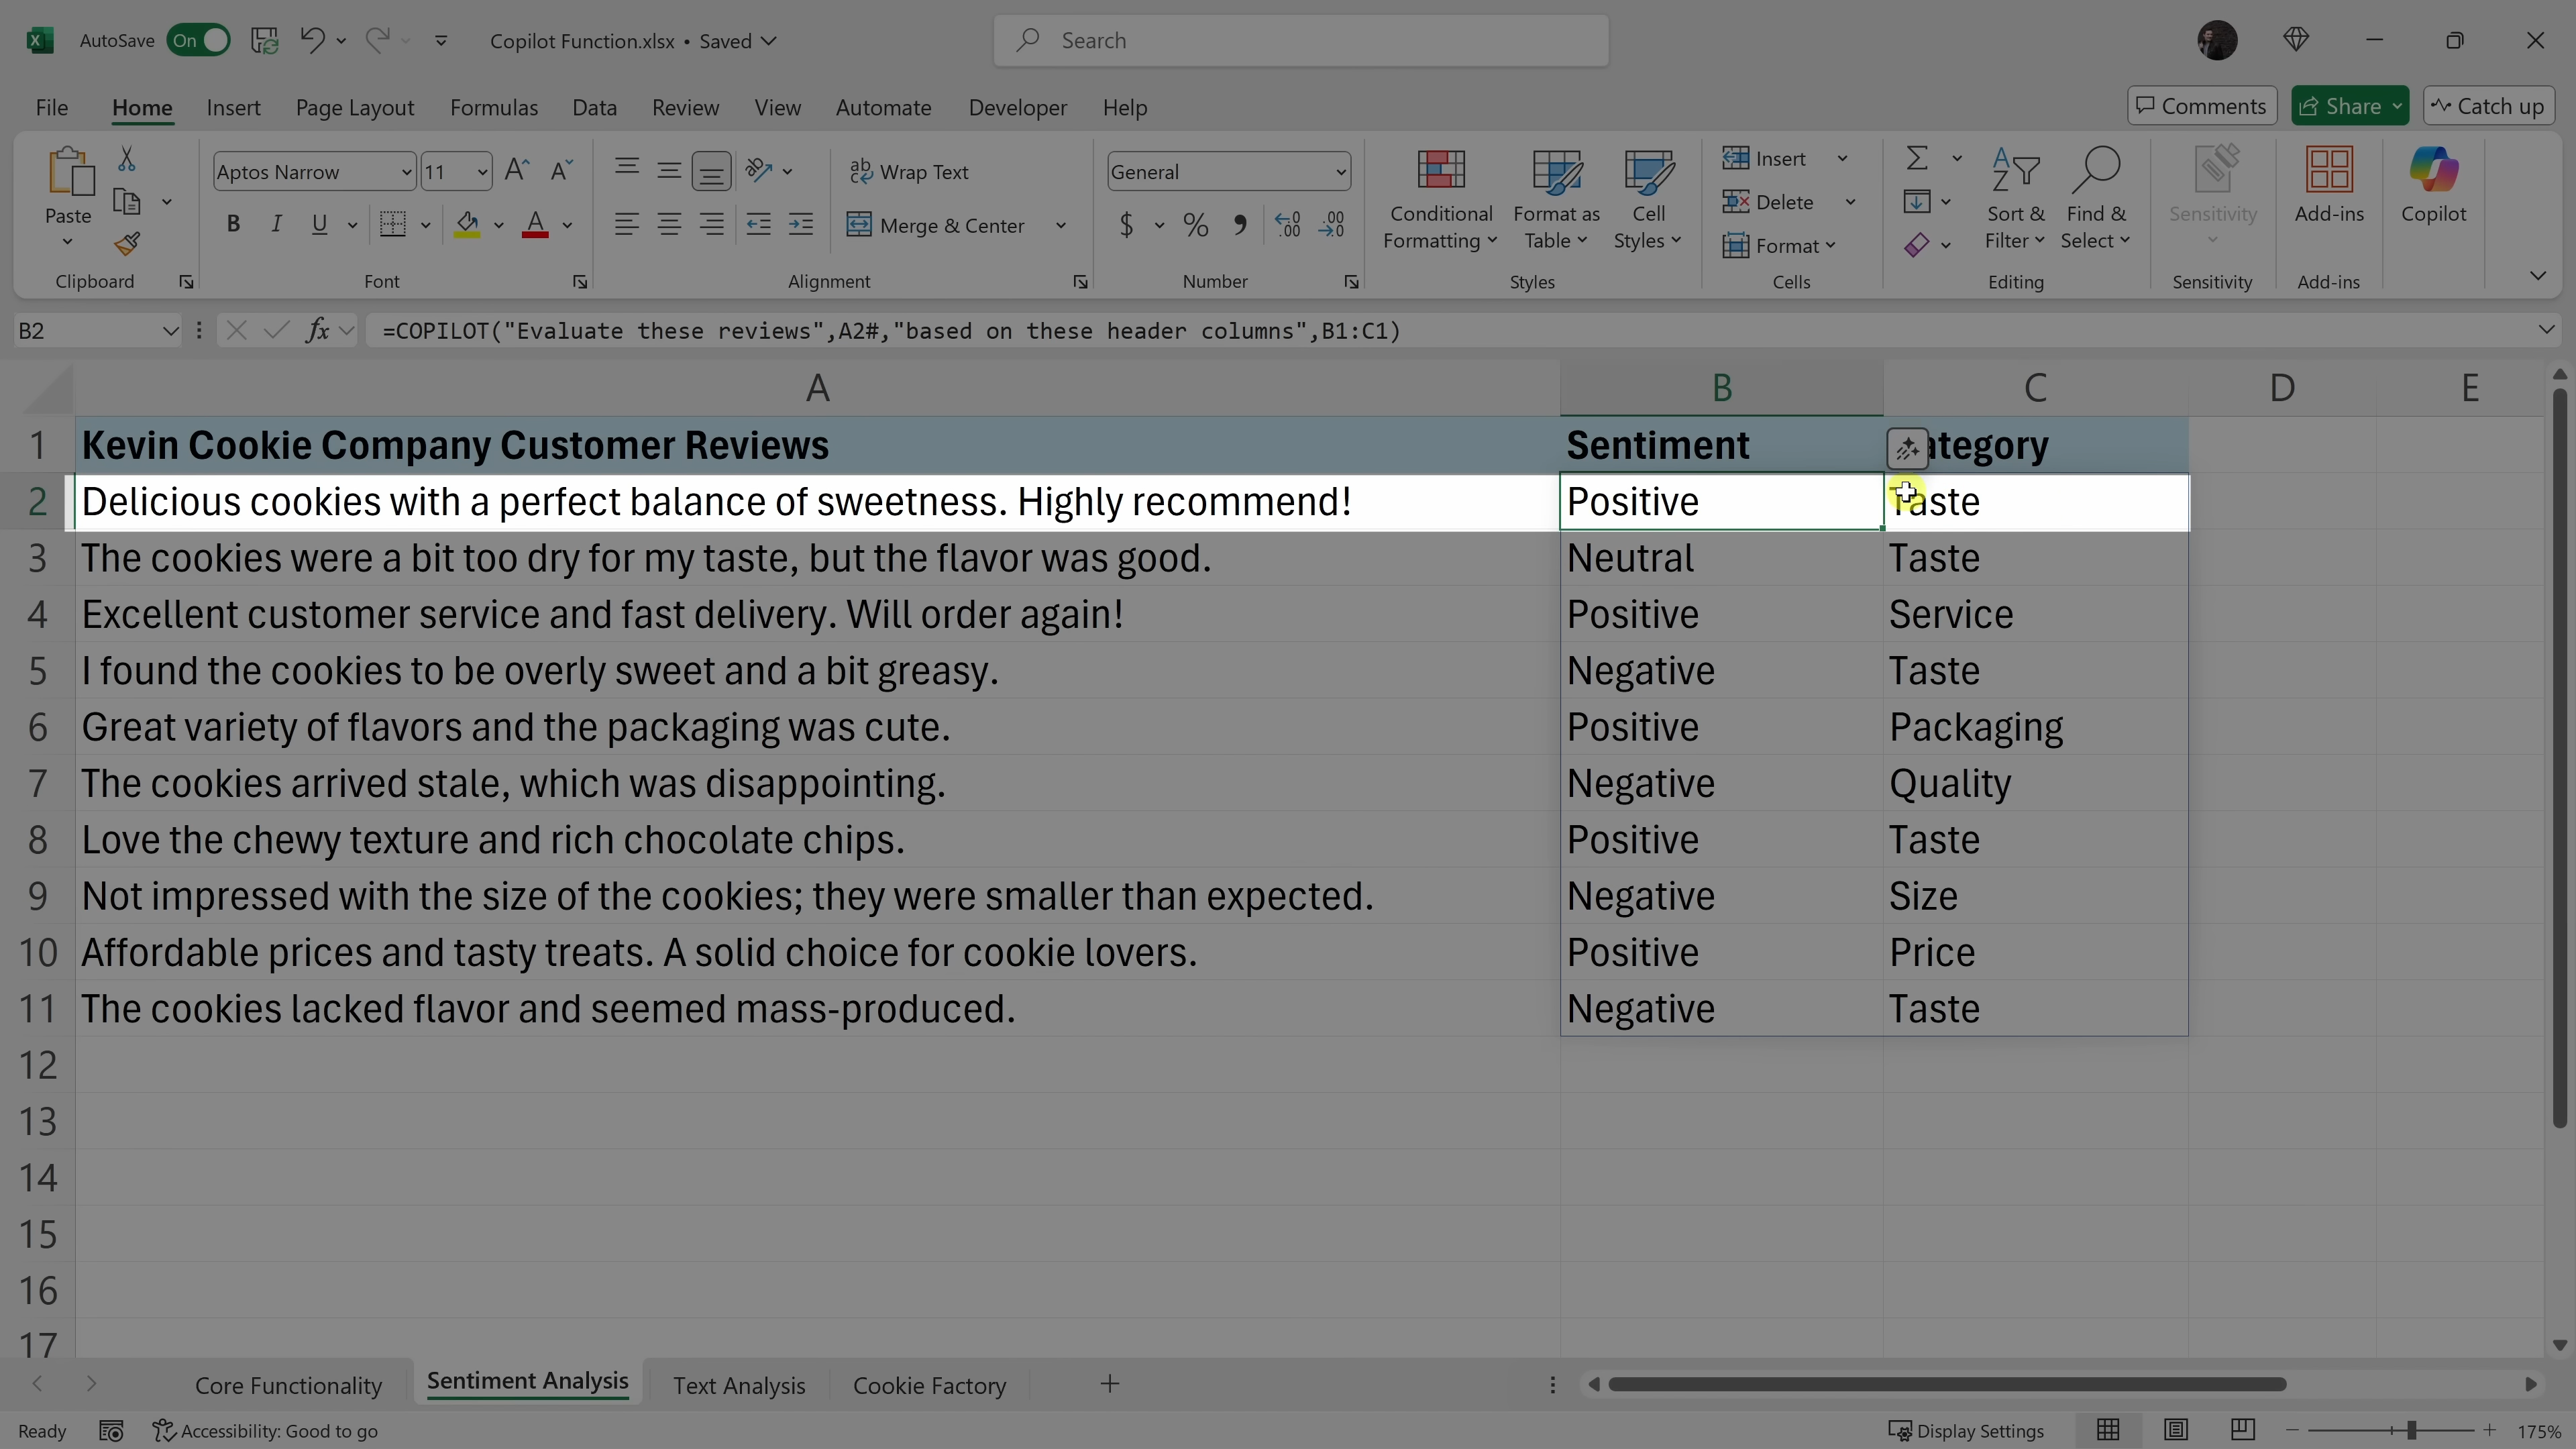 AutoSave On Copilot Function.xlsx • Saved Search
File Home Insert Page Layout Formulas Data Review View Automate Developer Help Comments Share Catch up
Paste
Clipboard
Aptos Narrow 11
B I U
Font
Wrap Text
Merge & Center
Alignment
General
$ % 9
Number
Conditional Formatting
Format as Table
Cell Styles
Styles
Insert
Delete
Format
Cells
Sort & Filter
Find & Select
Editing
Sensitivity
Sensitivity
Add-ins
Add-ins
Copilot
B2 fx =COPILOT("Evaluate these reviews",A2#,"based on these header columns",B1:C1)
A B C D E
1 Kevin Cookie Company Customer Reviews Sentiment Category
2 Delicious cookies with a perfect balance of sweetness. Highly recommend! Positive Taste
3 The cookies were a bit too dry for my taste, but the flavor was good. Neutral Taste
4 Excellent customer service and fast delivery. Will order again! Positive Service
5 I found the cookies to be overly sweet and a bit greasy. Negative Taste
6 Great variety of flavors and the packaging was cute. Positive Packaging
7 The cookies arrived stale, which was disappointing. Negative Quality
8 Love the chewy texture and rich chocolate chips. Positive Taste
9 Not impressed with the size of the cookies; they were smaller than expected. Negative Size
10 Affordable prices and tasty treats. A solid choice for cookie lovers. Positive Price
11 The cookies lacked flavor and seemed mass-produced. Negative Taste
12
13
14
15
16
17
Core Functionality Sentiment Analysis Text Analysis Cookie Factory
Ready Accessibility: Good to go Display Settings 175%